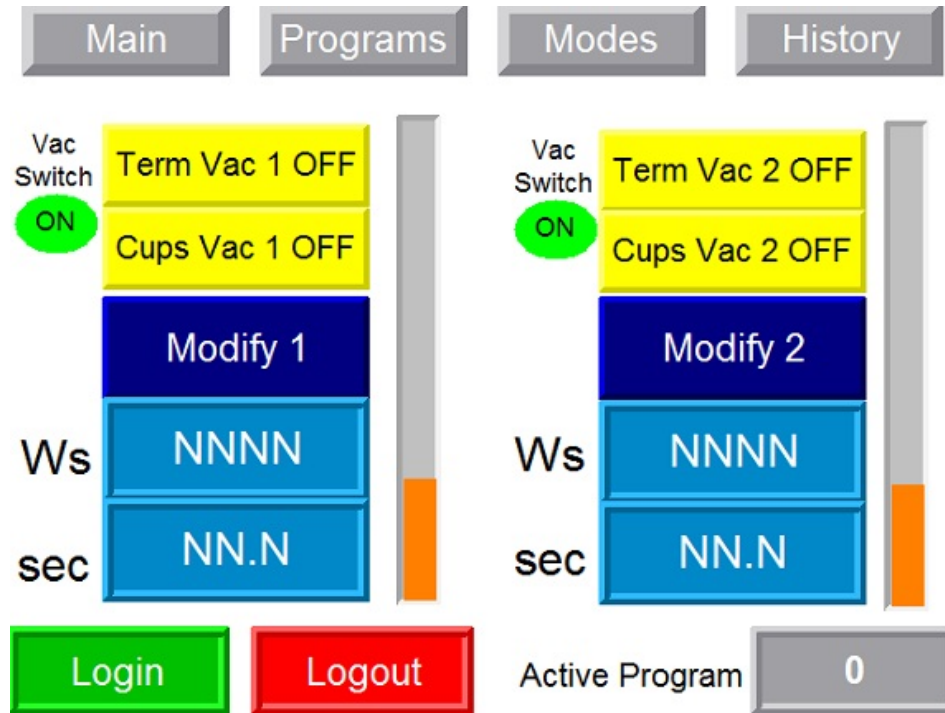 Main Programs Modes History
Vac
Switch
ON
Term Vac 1 OFF
Cups Vac 1 OFF
Modify 1
Ws NNNN
sec NN.N
Vac
Switch
ON
Term Vac 2 OFF
Cups Vac 2 OFF
Modify 2
Ws NNNN
sec NN.N
Login Logout Active Program 0